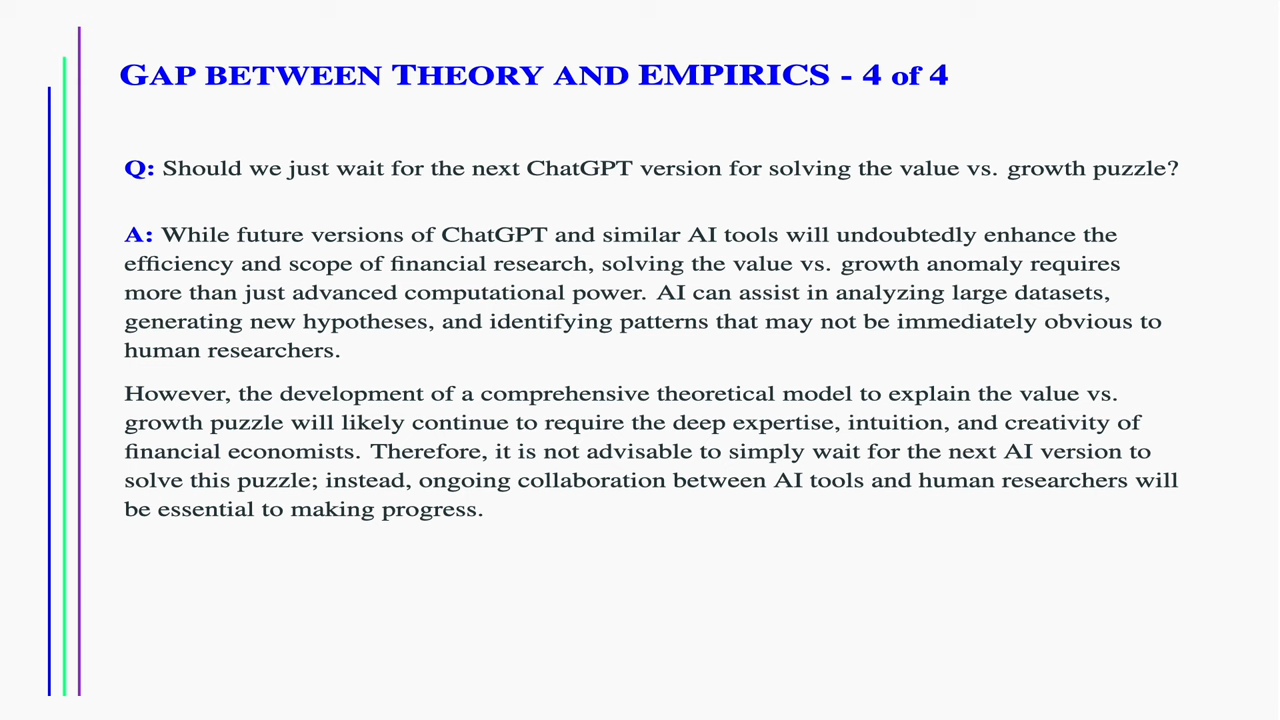 GAP BETWEEN THEORY AND EMPIRICS - 4 of 4
Q: Should we just wait for the next ChatGPT version for solving the value vs. growth puzzle?
A: While future versions of ChatGPT and similar AI tools will undoubtedly enhance the
efficiency and scope of financial research, solving the value vs. growth anomaly requires
more than just advanced computational power. AI can assist in analyzing large datasets,
generating new hypotheses, and identifying patterns that may not be immediately obvious to
human researchers.
However, the development of a comprehensive theoretical model to explain the value vs.
growth puzzle will likely continue to require the deep expertise, intuition, and creativity of
financial economists. Therefore, it is not advisable to simply wait for the next AI version to
solve this puzzle; instead, ongoing collaboration between AI tools and human researchers will
be essential to making progress.